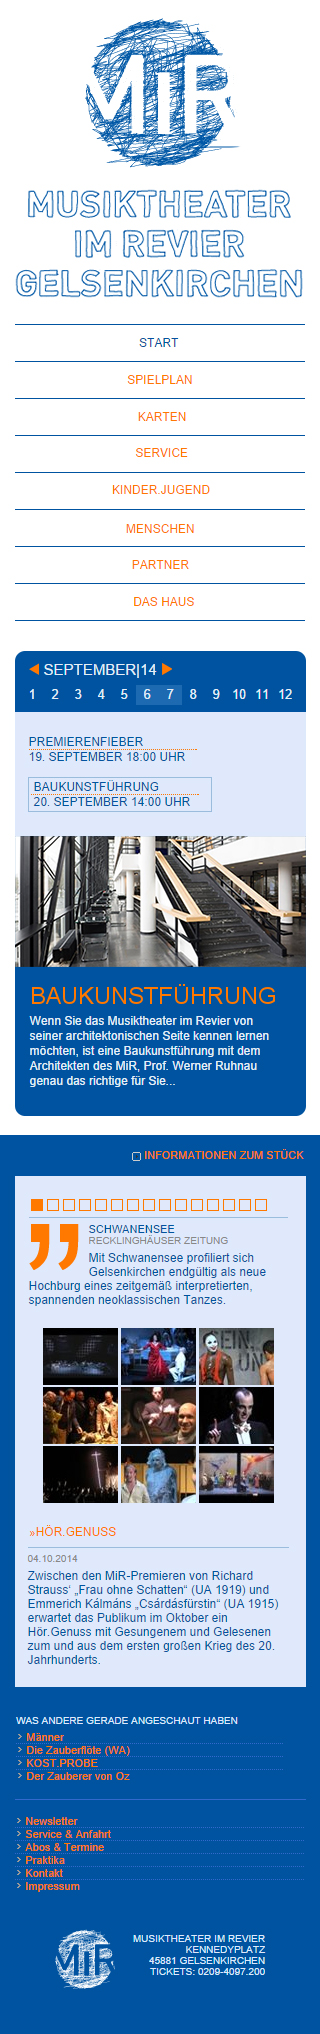 MiR
MUSIKTHEATER
IM REVIER
GELSENKIRCHEN
START
SPIELPLAN
KARTEN
SERVICE
KINDER.JUGEND
MENSCHEN
PARTNER
DAS HAUS
SEPTEMBER|14
1 2 3 4 5 6 7 8 9 10 11 12
PREMIERENFIEBER
19. SEPTEMBER 18:00 UHR
BAUKUNSTFÜHRUNG
20. SEPTEMBER 14:00 UHR
BAUKUNSTFÜHRUNG
Wenn Sie das Musiktheater im Revier von
seiner architektonischen Seite kennen lernen
möchten, ist eine Baukunstführung mit dem
Architekten des MiR, Prof. Werner Ruhnau
genau das richtige für Sie...
INFORMATIONEN ZUM STÜCK
SCHWANENSEE
RECKLINGHÄUSER ZEITUNG
Mit Schwanensee profiliert sich
Gelsenkirchen endgültig als neue
Hochburg eines zeitgemäß interpretierten,
spannenden neoklassischen Tanzes.
»HÖR.GENUSS
04.10.2014
Zwischen den MiR-Premieren von Richard
Strauss' „Frau ohne Schatten“ (UA 1919) und
Emmerich Kálmáns „Csárdásfürstin“ (UA 1915)
erwartet das Publikum im Oktober ein
Hör.Genuss mit Gesungenem und Gelesenen
zum und aus dem ersten großen Krieg des 20.
Jahrhunderts.
WAS ANDERE GERADE ANGESCHAUT HABEN
Männer
Die Zauberflöte (WA)
KOST.PROBE
Der Zauberer von Oz
Newsletter
Service & Anfahrt
Abos & Termine
Praktika
Kontakt
Impressum
MiR
MUSIKTHEATER IM REVIER
KENNEDYPLATZ
45881 GELSENKIRCHEN
TICKETS: 0209-4097.200